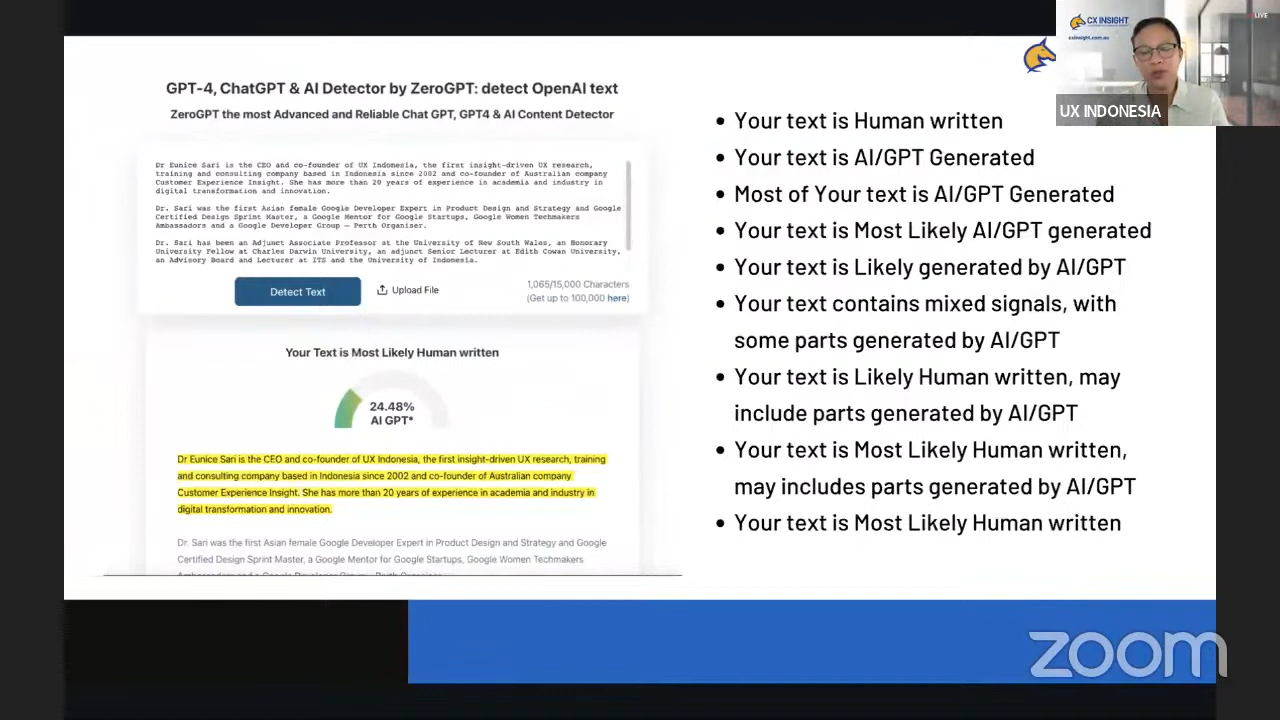 GPT-4, ChatGPT & AI Detector by ZeroGPT: detect OpenAI text
ZeroGPT the most Advanced and Reliable Chat GPT, GPT4 & AI Content Detector
Dr Eunice Sari is the CEO and co-founder of UX Indonesia, the first insight-driven UX research,
training and consulting company based in Indonesia since 2002 and co-founder of Australian company
Customer Experience Insight. She has more than 20 years of experience in academia and industry in
digital transformation and innovation.
Dr. Sari was the first Asian female Google Developer Expert in Product Design and Strategy and Google
Certified Design Sprint Master, a Google Mentor for Google Startups, Google Women Techmakers
Ambassadors and a Google Developer Group – Perth Organiser.
Dr. Sari has been an Adjunct Associate Professor at the University of New South Wales, an Honorary
University Fellow at Charles Darwin University, an adjunct Senior Lecturer at Edith Cowan University,
an Advisory Board and Lecturer at ITS and the University of Indonesia.
Detect Text
Upload File
1,065/15,000 Characters
(Get up to 100,000 here)
Your Text is Most Likely Human written
24.48%
AI GPT*
Dr Eunice Sari is the CEO and co-founder of UX Indonesia, the first insight-driven UX research, training
and consulting company based in Indonesia since 2002 and co-founder of Australian company
Customer Experience Insight. She has more than 20 years of experience in academia and industry in
digital transformation and innovation.
Dr. Sari was the first Asian female Google Developer Expert in Product Design and Strategy and Google
Certified Design Sprint Master, a Google Mentor for Google Startups, Google Women Techmakers
Ambassadors and a Google Developer Group – Perth Organiser
• Your text is Human written
• Your text is AI/GPT Generated
• Most of Your text is AI/GPT Generated
• Your text is Most Likely AI/GPT generated
• Your text is Likely generated by AI/GPT
• Your text contains mixed signals, with
some parts generated by AI/GPT
• Your text is Likely Human written, may
include parts generated by AI/GPT
• Your text is Most Likely Human written,
may includes parts generated by AI/GPT
• Your text is Most Likely Human written
CX INSIGHT
cxinsight.com.au
LIVE
UX INDONESIA
zoom